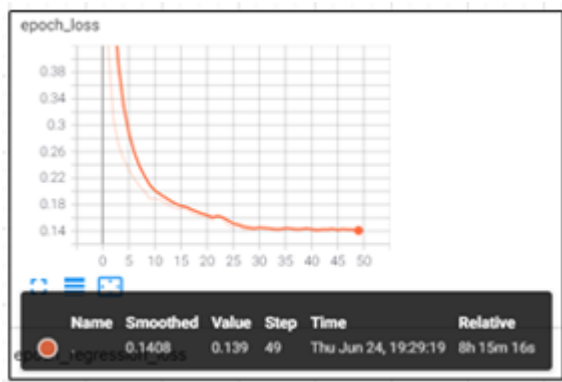 epoch_loss
0.38
0.34
0.3
0.26
0.22
0.18
0.14
0 5 10 15 20 25 30 35 40 45 50
Name Smoothed Value Step Time Relative
0.1408 0.139 49 Thu Jun 24, 19:29:19 8h 15m 16s
epoch_regression_loss